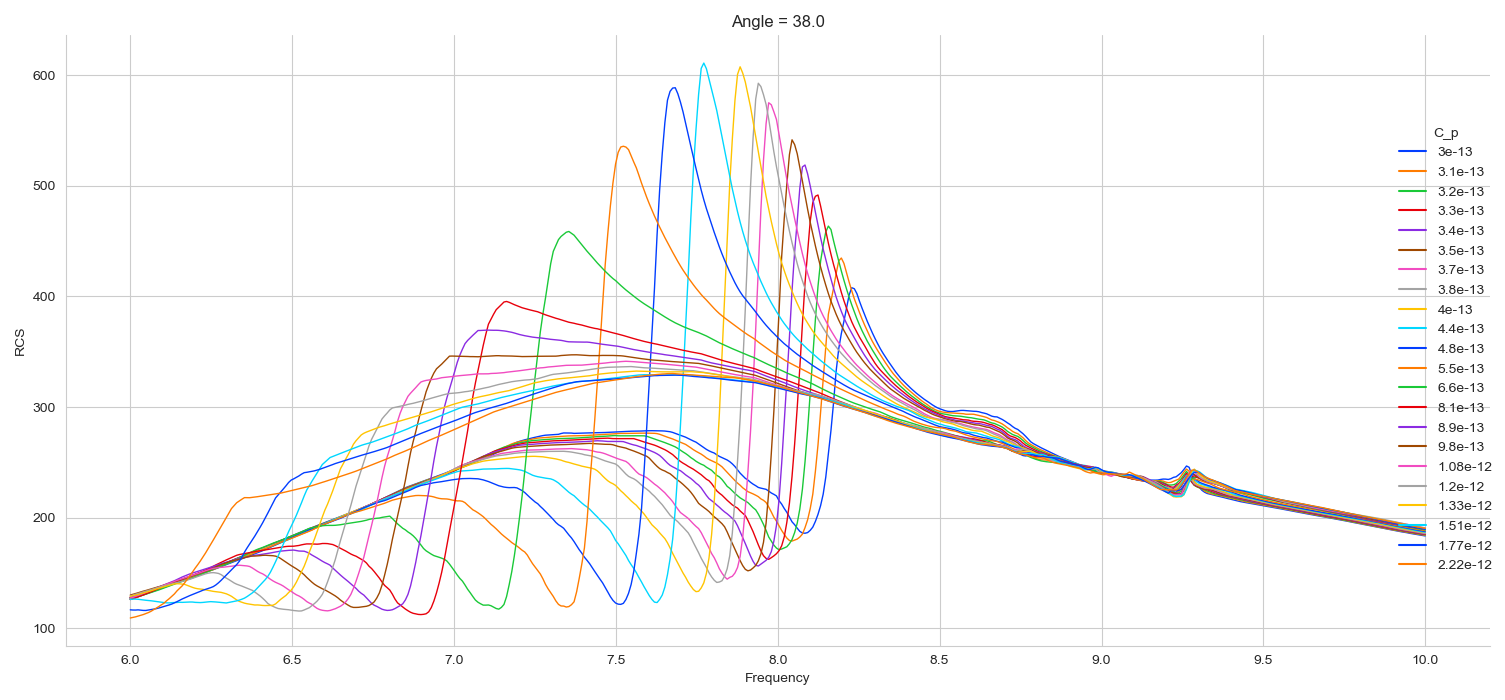 Angle = 38.0
RCS
600
500
400
300
200
100
6.0 6.5 7.0 7.5 8.0 8.5 9.0 9.5 10.0
Frequency
C_p
3e-13
3.1e-13
3.2e-13
3.3e-13
3.4e-13
3.5e-13
3.7e-13
3.8e-13
4e-13
4.4e-13
4.8e-13
5.5e-13
6.6e-13
8.1e-13
8.9e-13
9.8e-13
1.08e-12
1.2e-12
1.33e-12
1.51e-12
1.77e-12
2.22e-12